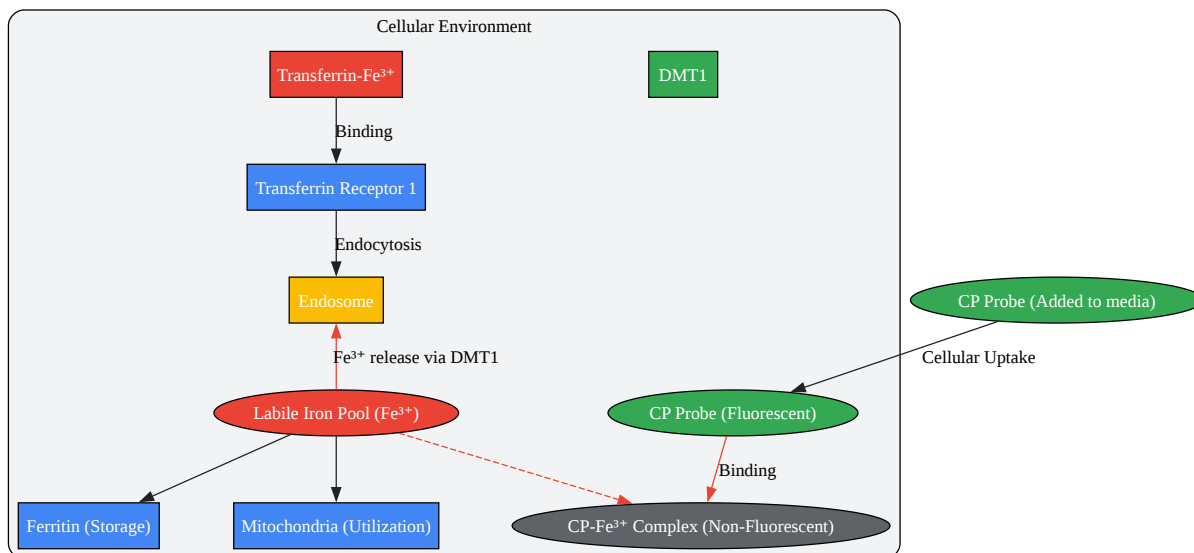 Cellular Environment
Transferrin-Fe³⁺
DMT1
Binding
Transferrin Receptor 1
Endocytosis
Endosome
CP Probe (Added to media)
Fe³⁺ release via DMT1
Cellular Uptake
Labile Iron Pool (Fe³⁺)
CP Probe (Fluorescent)
Binding
Ferritin (Storage)
Mitochondria (Utilization)
CP-Fe³⁺ Complex (Non-Fluorescent)